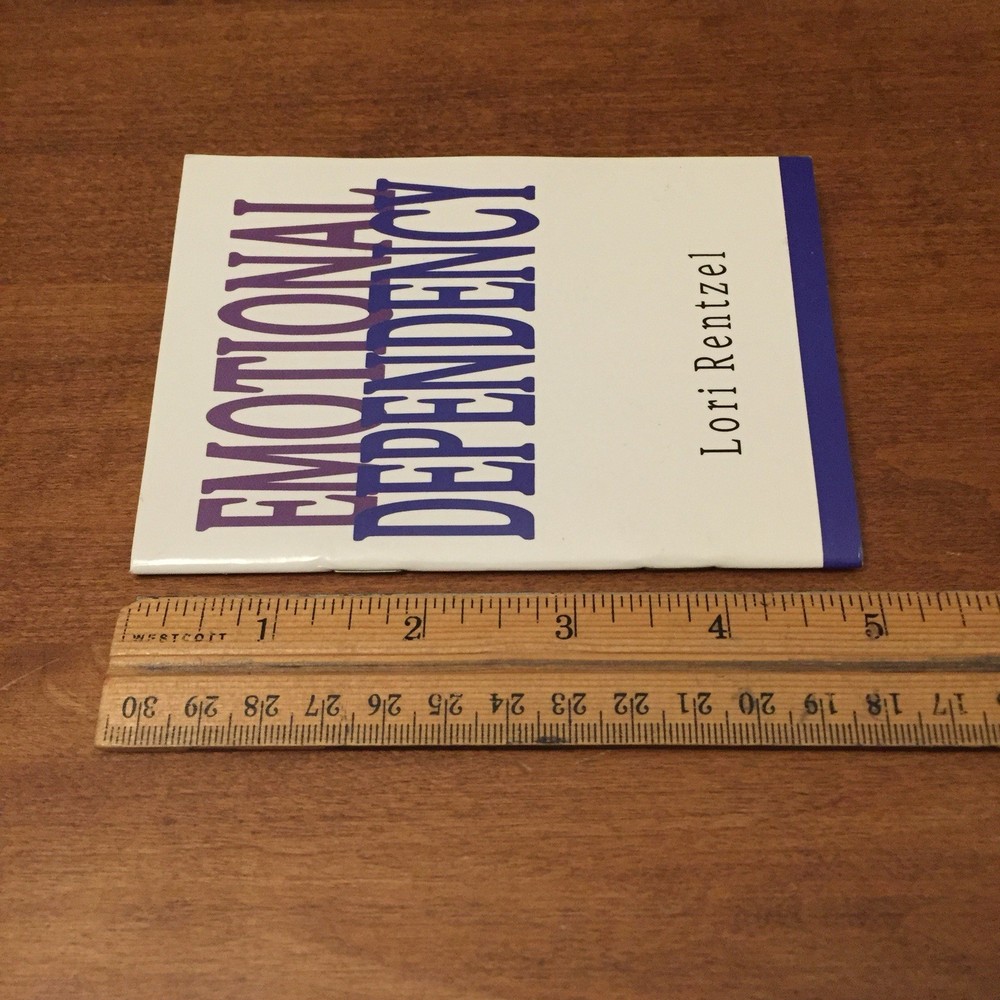 EMOTIONAL
DEPENDENCY
Lori Rentzel
1 2 3 4 5
WESTCOTT
30 29 28 27 26 25 24 23 22 21 20 19 18 17